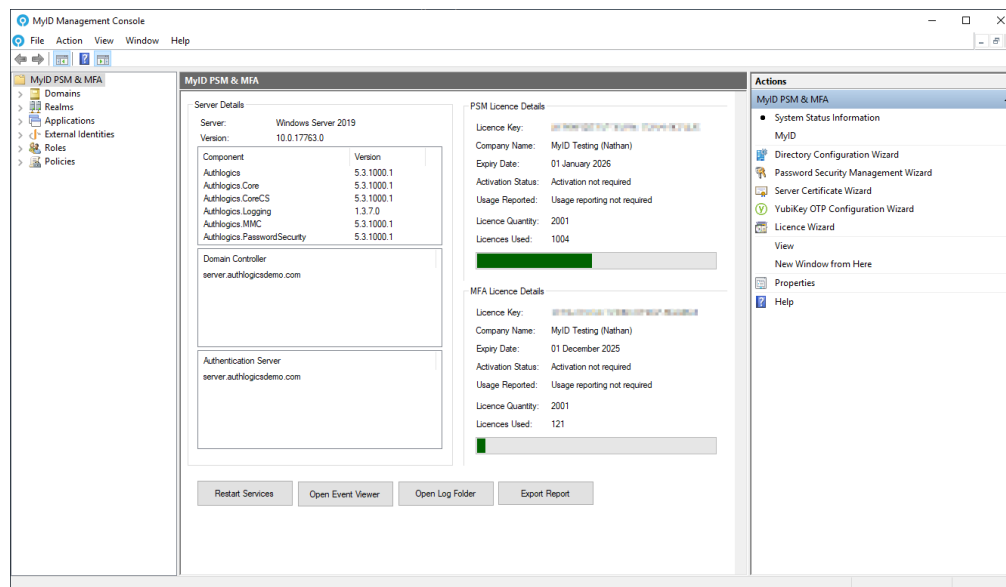 MyID Management Console
File Action View Window Help
MyID PSM & MFA
Domains
Realms
Applications
External Identities
Roles
Policies
MyID PSM & MFA
Server Details
Server: Windows Server 2019
Version: 10.0.17763.0
Component Version
Authlogics 5.3.1000.1
Authlogics.Core 5.3.1000.1
Authlogics.CoreCS 5.3.1000.1
Authlogics.Logging 1.3.7.0
Authlogics.MMC 5.3.1000.1
Authlogics.PasswordSecurity 5.3.1000.1
Domain Controller
server.authlogicsdemo.com
Authentication Server
server.authlogicsdemo.com
PSM Licence Details
Licence Key:
Company Name: MyID Testing (Nathan)
Expiry Date: 01 January 2026
Activation Status: Activation not required
Usage Reported: Usage reporting not required
Licence Quantity: 2001
Licences Used: 1004
MFA Licence Details
Licence Key:
Company Name: MyID Testing (Nathan)
Expiry Date: 01 December 2025
Activation Status: Activation not required
Usage Reported: Usage reporting not required
Licence Quantity: 2001
Licences Used: 121
Restart Services Open Event Viewer Open Log Folder Export Report
Actions
MyID PSM & MFA
System Status Information
MyID
Directory Configuration Wizard
Password Security Management Wizard
Server Certificate Wizard
YubiKey OTP Configuration Wizard
Licence Wizard
View
New Window from Here
Properties
Help